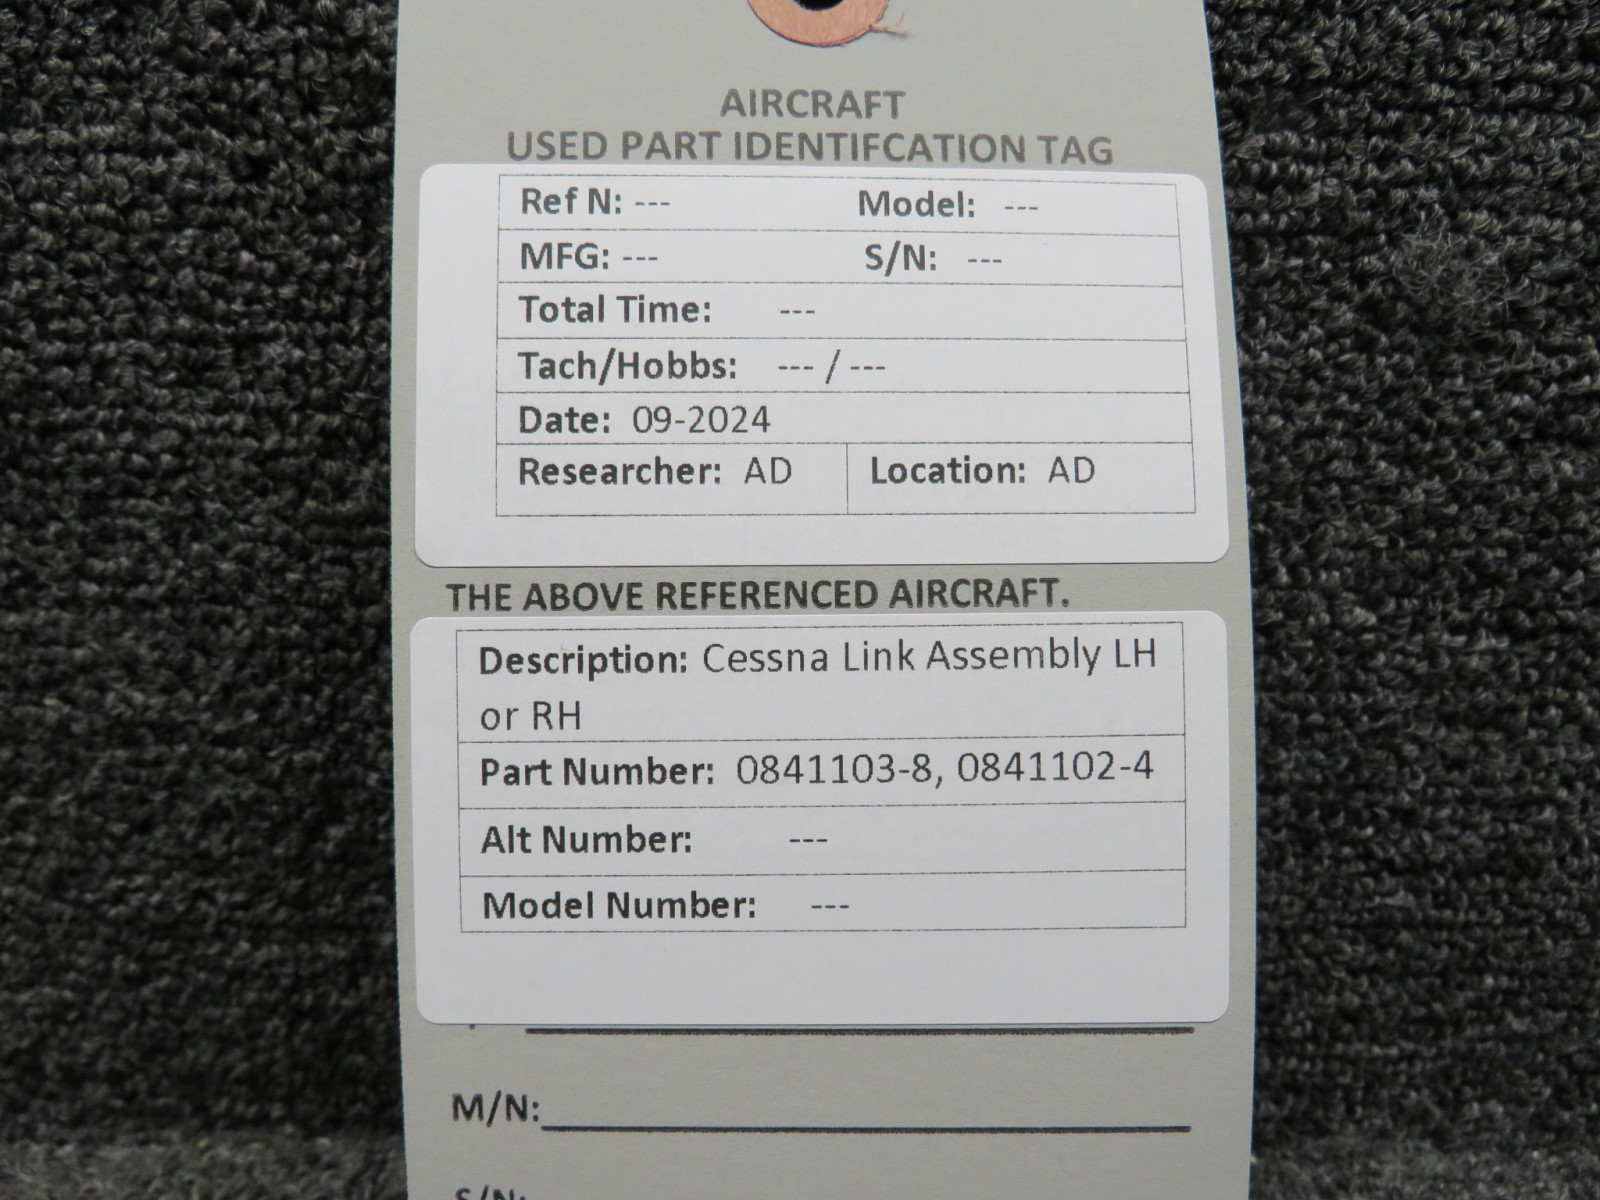 AIRCRAFT
USED PART IDENTIFCATION TAG
Ref N: --- Model: ---
MFG: --- S/N: ---
Total Time: ---
Tach/Hobbs: --- / ---
Date: 09-2024
Researcher: AD Location: AD
THE ABOVE REFERENCED AIRCRAFT.
Description: Cessna Link Assembly LH
or RH
Part Number: 0841103-8, 0841102-4
Alt Number: ---
Model Number: ---
M/N:
S/N: